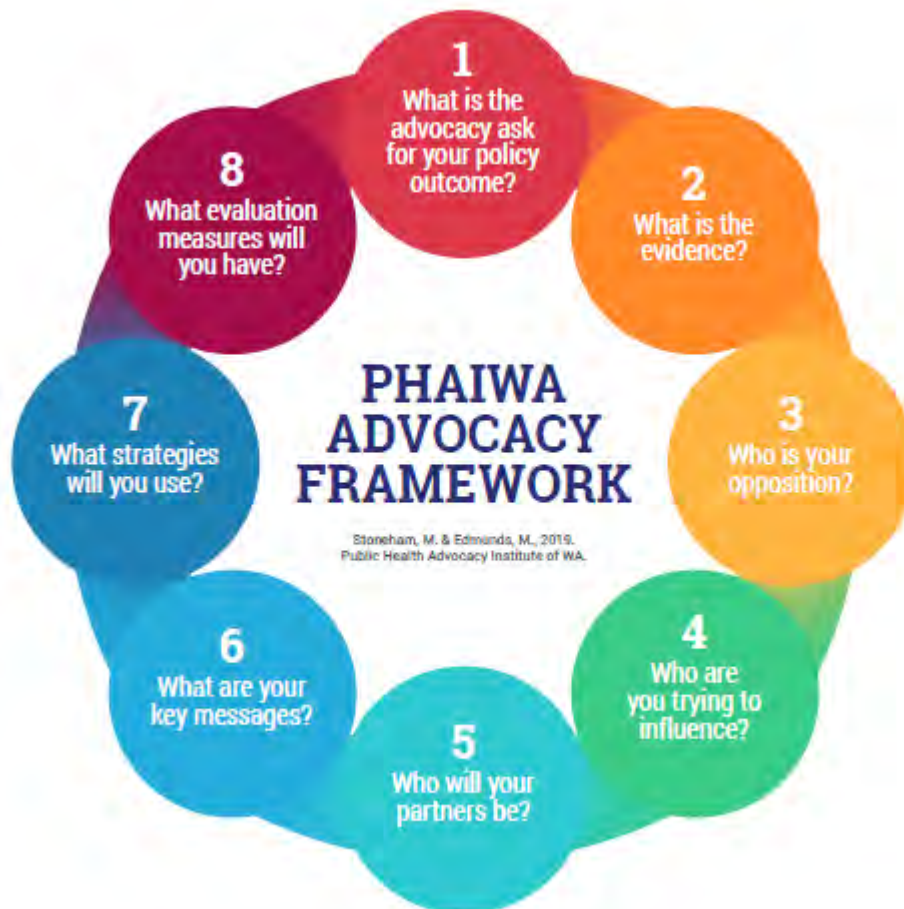 1
What is the
advocacy ask
for your policy
outcome?
2
What is the
evidence?
3
Who is your
opposition?
4
Who are
you trying to
influence?
5
Who will your
partners be?
6
What are your
key messages?
7
What strategies
will you use?
8
What evaluation
measures will
you have?
PHAIWA
ADVOCACY
FRAMEWORK
Stoneham, M. & Edmunds, M., 2019.
Public Health Advocacy Institute of WA.